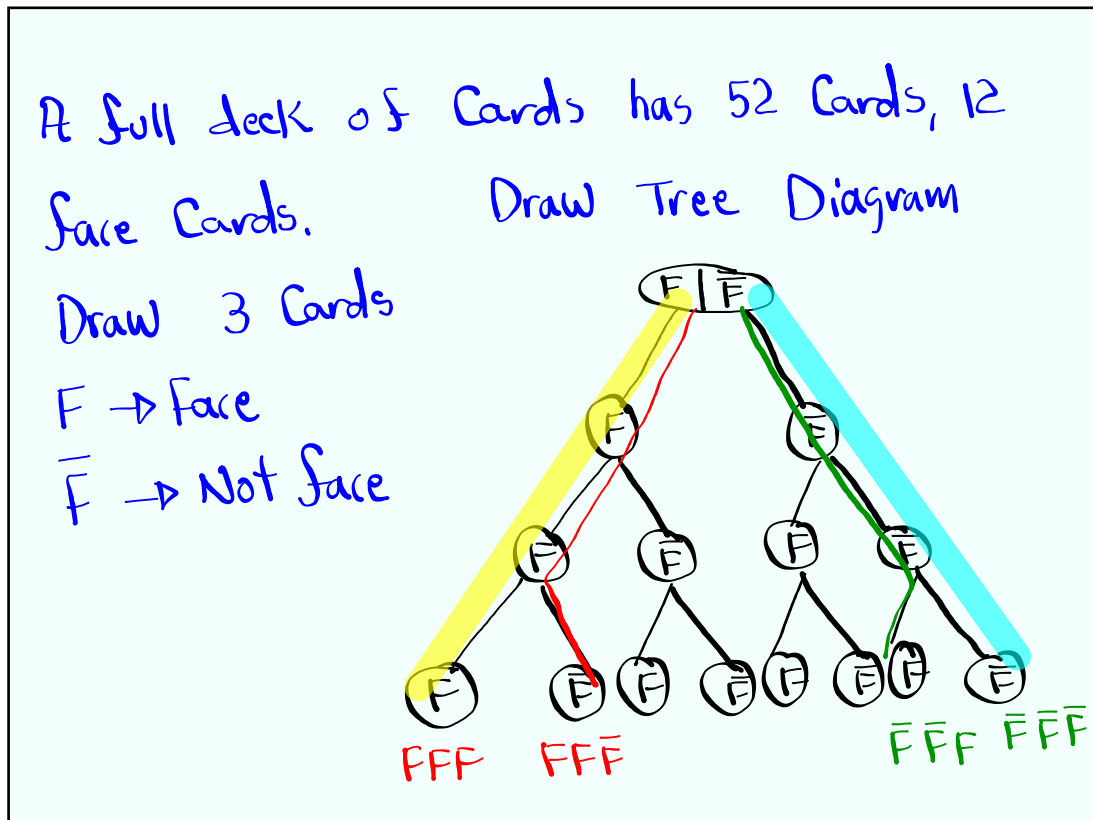 A full deck of Cards has 52 Cards, 12
face Cards. Draw Tree Diagram
Draw 3 Cards
F → Face
F̅ → Not face
F | F̅
F F̅
F F̅ F F̅
F F̅ F F̅ F F̅ F F̅
FFF FFF̅ F̅F̅F F̅F̅F̅